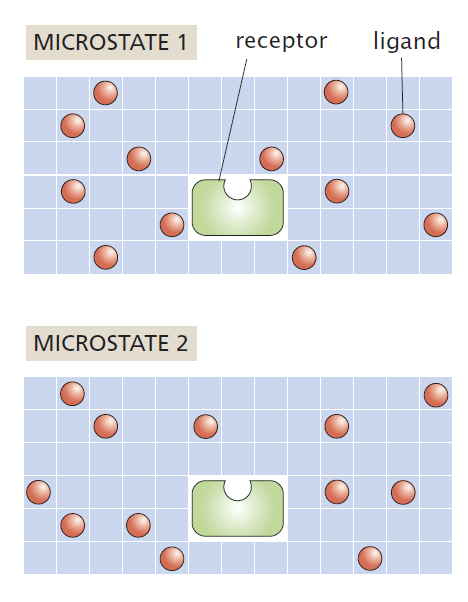 MICROSTATE 1
receptor
ligand
MICROSTATE 2